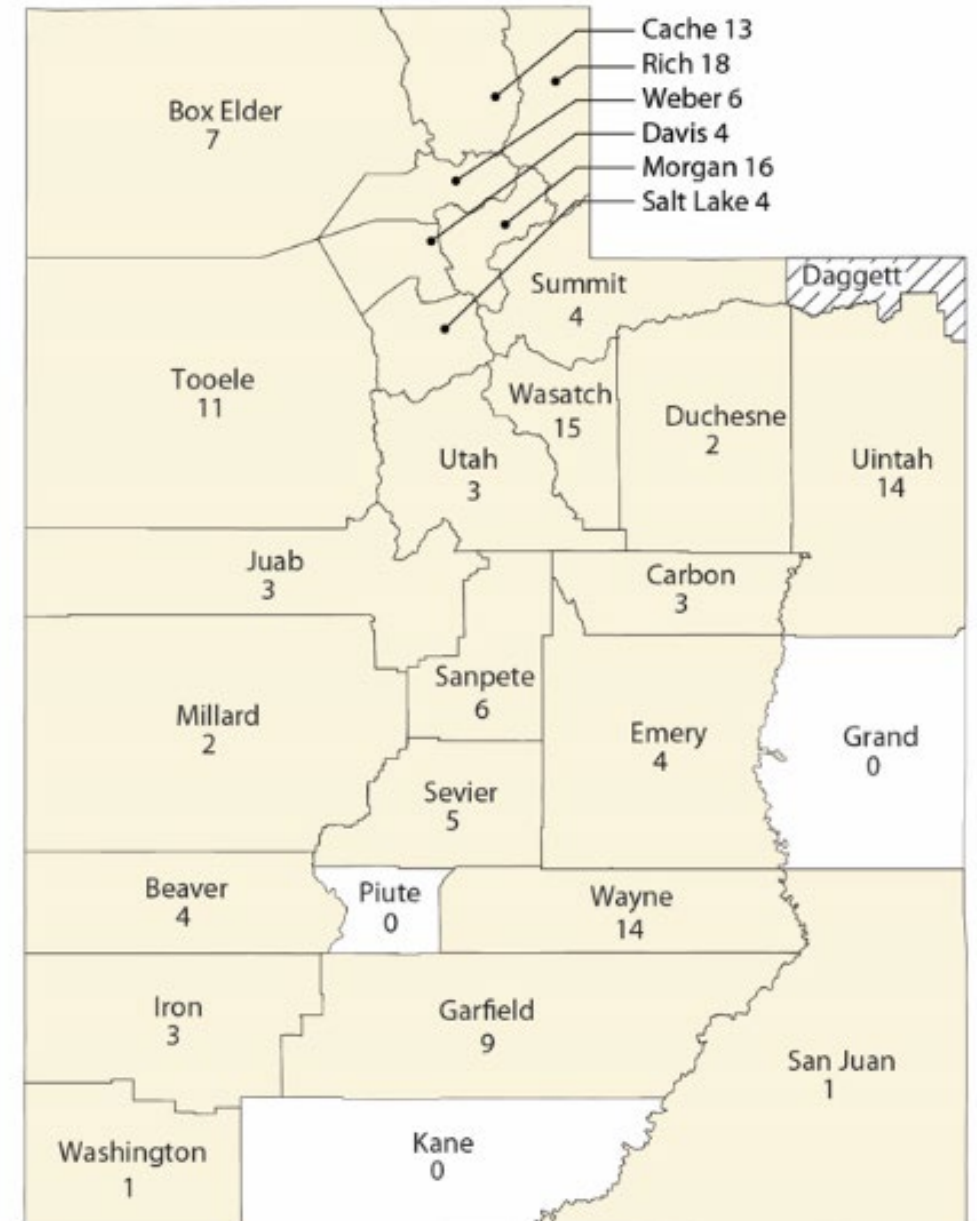 Cache 13
Rich 18
Weber 6
Davis 4
Morgan 16
Salt Lake 4
Box Elder
7
Summit
4
Daggett
Tooele
11
Wasatch
15
Duchesne
2
Utah
3
Uintah
14
Juab
3
Carbon
3
Sanpete
6
Millard
2
Emery
4
Grand
0
Sevier
5
Beaver
4
Piute
0
Wayne
14
Iron
3
Garfield
9
San Juan
1
Washington
1
Kane
0